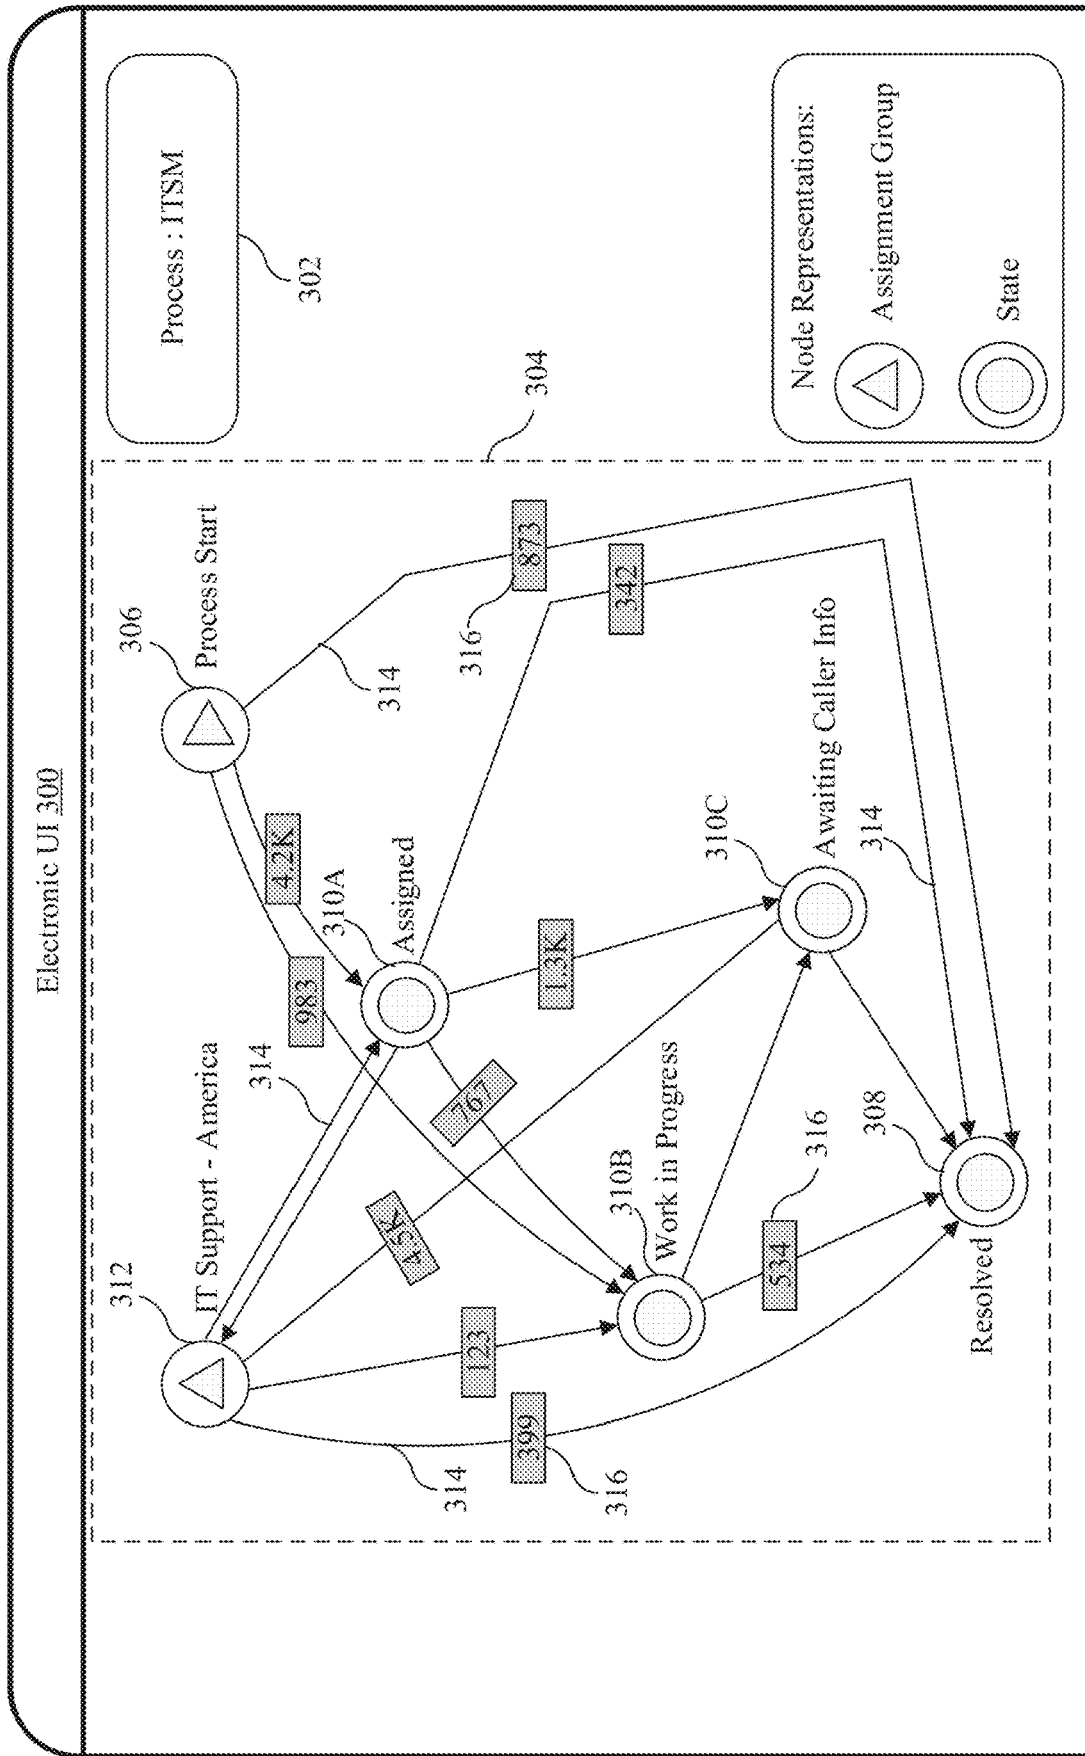 Electronic UI 300
Process : ITSM
302
304
Node Representations:
Assignment Group
State
312
IT Support - America
314
306
Process Start
4.2K
983
310A
Assigned
314
316
873
342
767
4.5K
1.3K
123
399
314
316
310B
Work in Progress
310C
Awaiting Caller Info
534
316
308
314
Resolved